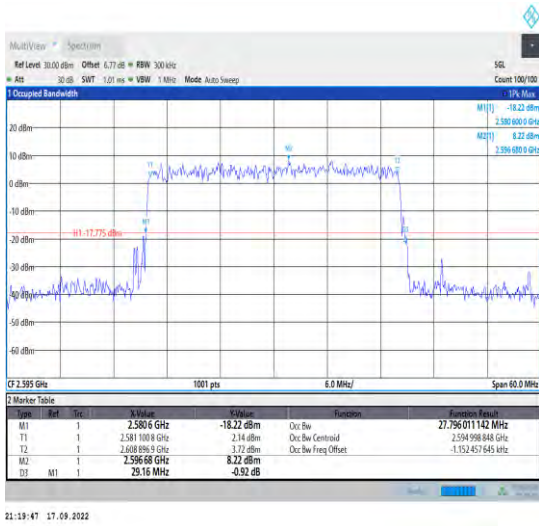 MultiView Spectrum
Ref Level 30.00 dBm Offset 6.77 dB RBW 300 kHz SGL
Att 30 dB SWT 1.01 ms VBW 1 MHz Mode Auto Sweep Count 100/100
1 Occupied Bandwidth 1Pk Max
M1[1] -18.22 dBm
2.580 600 0 GHz
M2[1] 8.22 dBm
2.596 680 0 GHz
20 dBm
10 dBm
M2
T1
T2
0 dBm
-10 dBm
M1
H1 -17.775 dBm
-20 dBm
D3
-30 dBm
-40 dBm
-50 dBm
-60 dBm
CF 2.595 GHz 1001 pts 6.0 MHz/ Span 60.0 MHz
2 Marker Table
Type Ref Trc X-Value Y-Value Function Function Result
M1 1 2.580 6 GHz -18.22 dBm Occ Bw 27.796 011 142 MHz
T1 1 2.581 100 8 GHz 2.14 dBm Occ Bw Centroid 2.594 998 848 GHz
T2 1 2.608 896 9 GHz 3.72 dBm Occ Bw Freq Offset -1.152 457 645 kHz
M2 1 2.596 68 GHz 8.22 dBm
D3 M1 1 29.16 MHz -0.92 dB
21:19:47 17.09.2022